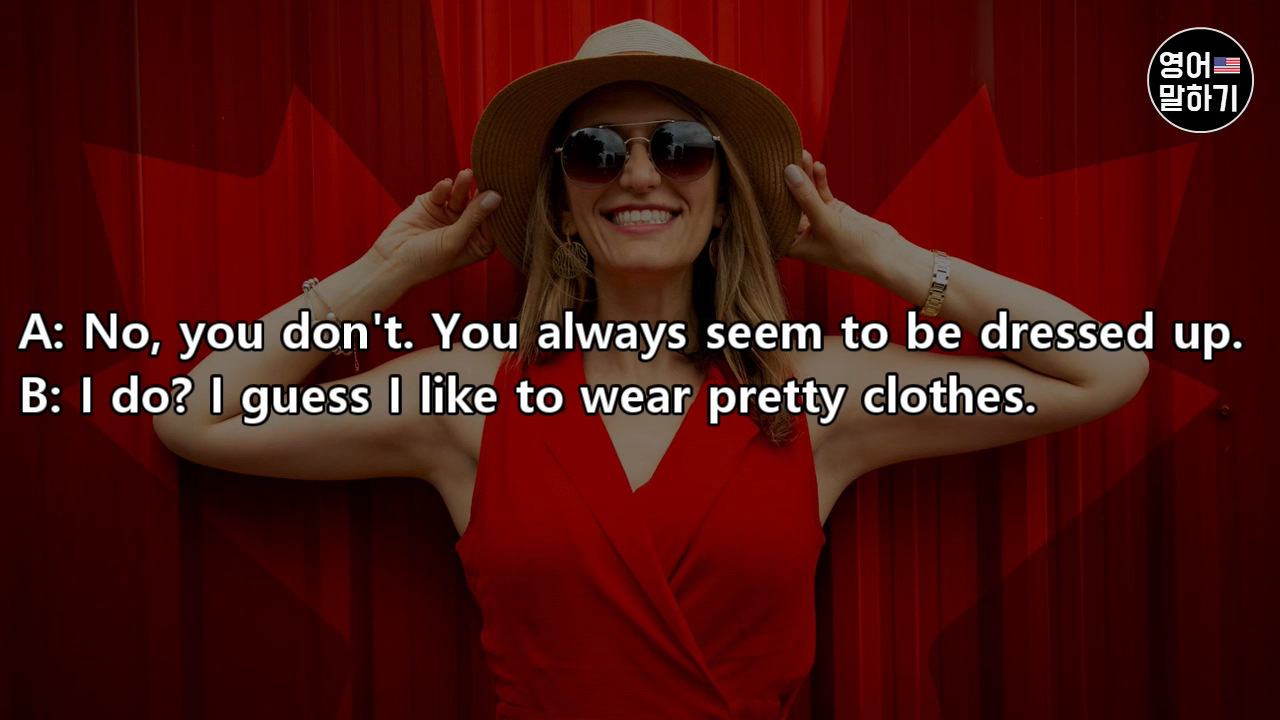 영어
말하기
A: No, you don't. You always seem to be dressed up.
B: I do? I guess I like to wear pretty clothes.